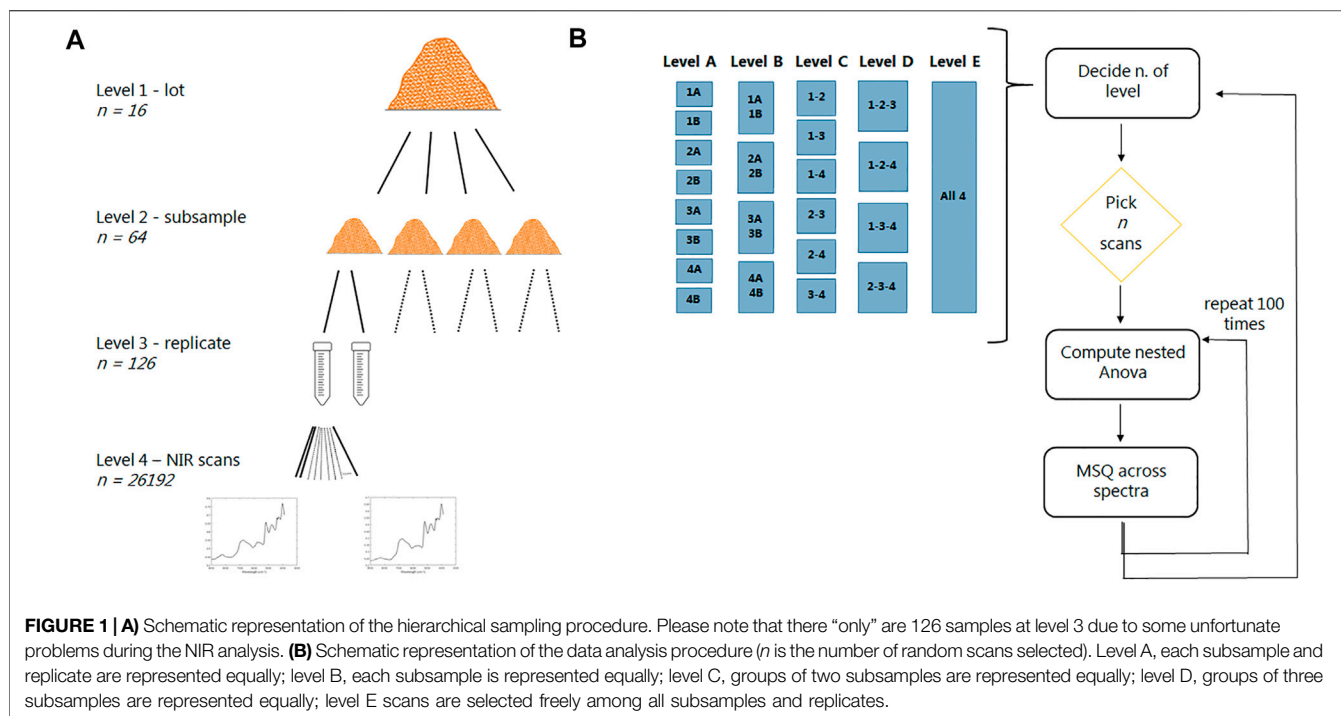 A
Level 1 - lot
n = 16
Level 2 - subsample
n = 64
Level 3 - replicate
n = 126
Level 4 – NIR scans
n = 26192
B
Level A Level B Level C Level D Level E
1A
1B
2A
2B
3A
3B
4A
4B
1A
1B
2A
2B
3A
3B
4A
4B
1-2
1-3
1-4
2-3
2-4
3-4
1-2-3
1-2-4
1-3-4
2-3-4
All 4
Decide n. of
level
Pick
n
scans
repeat 100
times
Compute nested
Anova
MSQ across
spectra
FIGURE 1 | A) Schematic representation of the hierarchical sampling procedure. Please note that there “only” are 126 samples at level 3 due to some unfortunate
problems during the NIR analysis. (B) Schematic representation of the data analysis procedure (n is the number of random scans selected). Level A, each subsample and
replicate are represented equally; level B, each subsample is represented equally; level C, groups of two subsamples are represented equally; level D, groups of three
subsamples are represented equally; level E scans are selected freely among all subsamples and replicates.